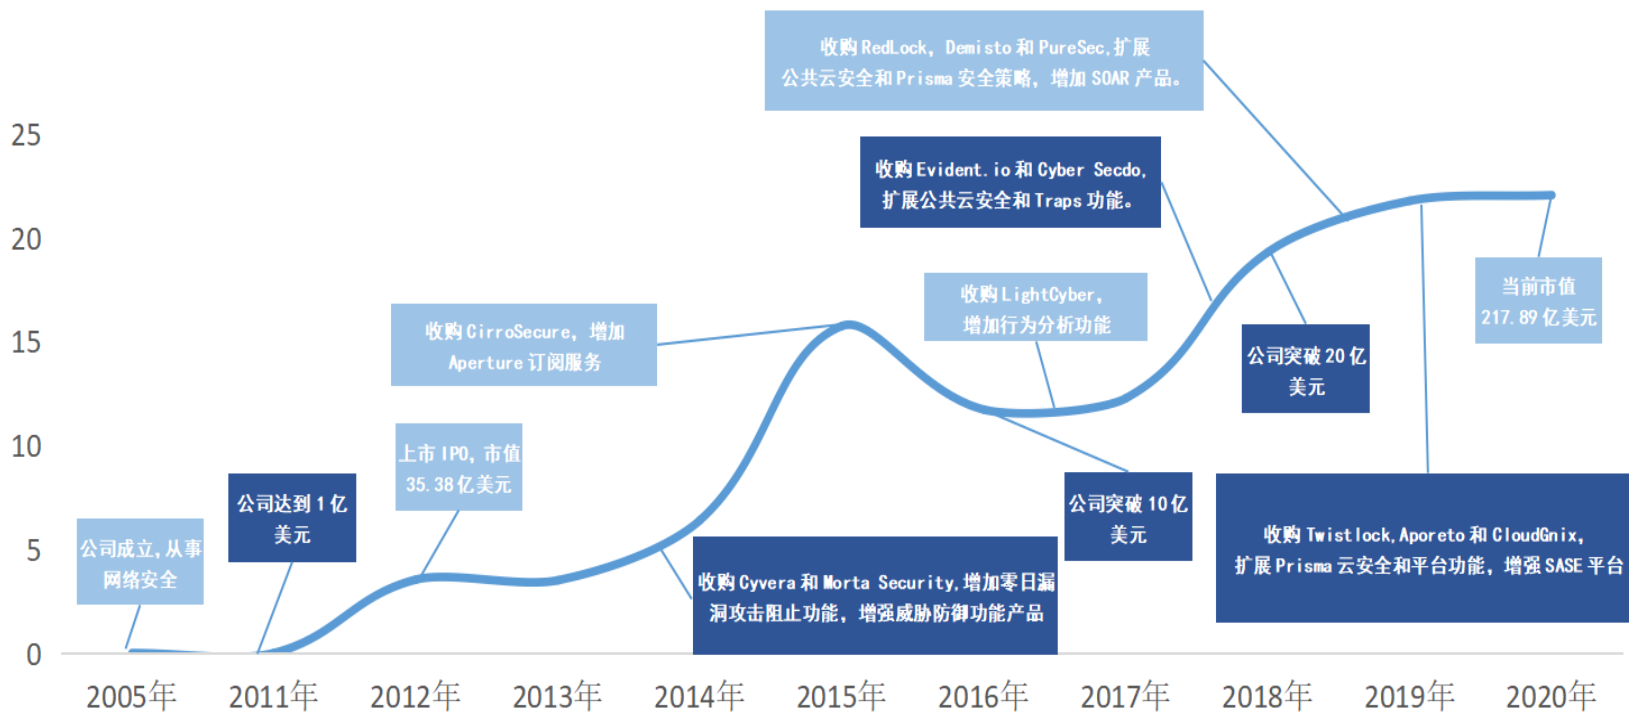 收购 RedLock, Demisto 和 PureSec,扩展
公共云安全和 Prisma 安全策略，增加 SOAR 产品。
收购 Evident.io 和 Cyber Secdo,
扩展公共云安全和 Traps 功能。
收购 LightCyber,
增加行为分析功能
当前市值
217.89 亿美元
收购 CirroSecure, 增加
Aperture 订阅服务
公司突破 20 亿
美元
上市 IPO, 市值
35.38 亿美元
公司达到 1 亿
美元
公司突破 10 亿
美元
公司成立,从事
网络安全
收购 Cyvera 和 Morta Security,增加零日漏
洞攻击阻止功能，增强威胁防御功能产品
收购 Twistlock,Aporeto 和 CloudGnix,
扩展 Prisma 云安全和平台功能，增强 SASE 平台
25
20
15
10
5
0
2005年 2011年 2012年 2013年 2014年 2015年 2016年 2017年 2018年 2019年 2020年